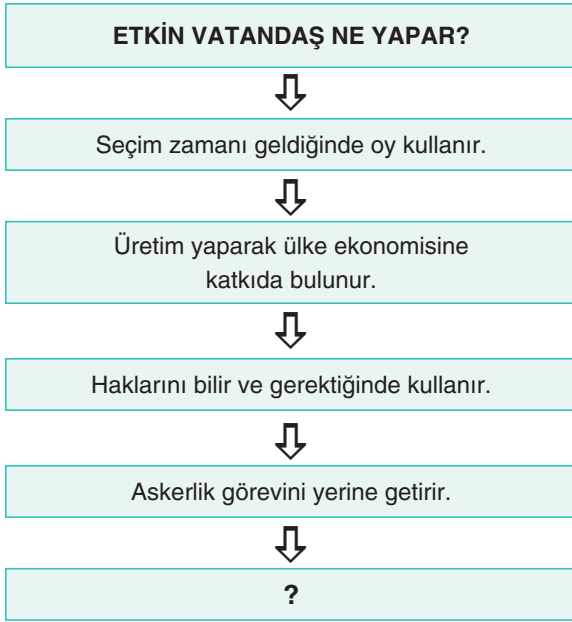 ETKİN VATANDAŞ NE YAPAR?
Seçim zamanı geldiğinde oy kullanır.
Üretim yaparak ülke ekonomisine
katkıda bulunur.
Haklarını bilir ve gerektiğinde kullanır.
Askerlik görevini yerine getirir.
?